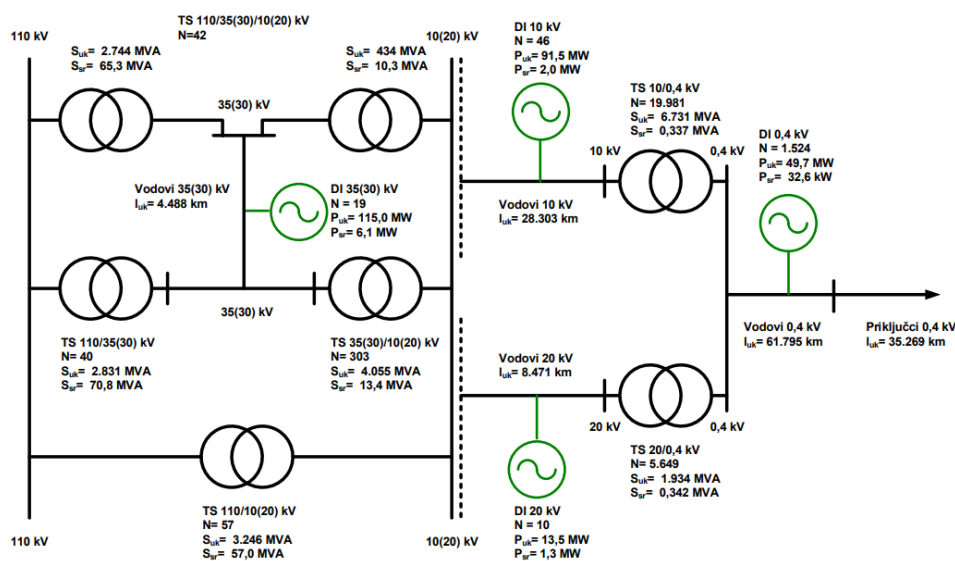 TS 110/35(30)/10(20) kV
N=42
110 kV
Suk= 2.744 MVA
Ssr= 65,3 MVA
Suk= 434 MVA
Ssr= 10,3 MVA
10(20) kV
35(30) kV
Vodovi 35(30) kV
luk= 4.488 km
DI 35(30) kV
N = 19
Puk= 115,0 MW
Psr= 6,1 MW
35(30) kV
TS 110/35(30) kV
N= 40
Suk= 2.831 MVA
Ssr= 70,8 MVA
TS 35(30)/10(20) kV
N= 303
Suk= 4.055 MVA
Ssr= 13,4 MVA
TS 110/10(20) kV
N= 57
Suk= 3.246 MVA
Ssr= 57,0 MVA
110 kV
10(20) kV
DI 10 kV
N = 46
Puk= 91,5 MW
Psr= 2,0 MW
10 kV
Vodovi 10 kV
luk= 28.303 km
TS 10/0,4 kV
N= 19.981
Suk= 6.731 MVA
Ssr= 0,337 MVA
0,4 kV
DI 0,4 kV
N = 1.524
Puk= 49,7 MW
Psr= 32,6 kW
Vodovi 0,4 kV
luk= 61.795 km
Priključci 0,4 kV
luk= 35.269 km
Vodovi 20 kV
luk= 8.471 km
20 kV
0,4 kV
TS 20/0,4 kV
N= 5.649
Suk= 1.934 MVA
Ssr= 0,342 MVA
DI 20 kV
N = 10
Puk= 13,5 MW
Psr= 1,3 MW